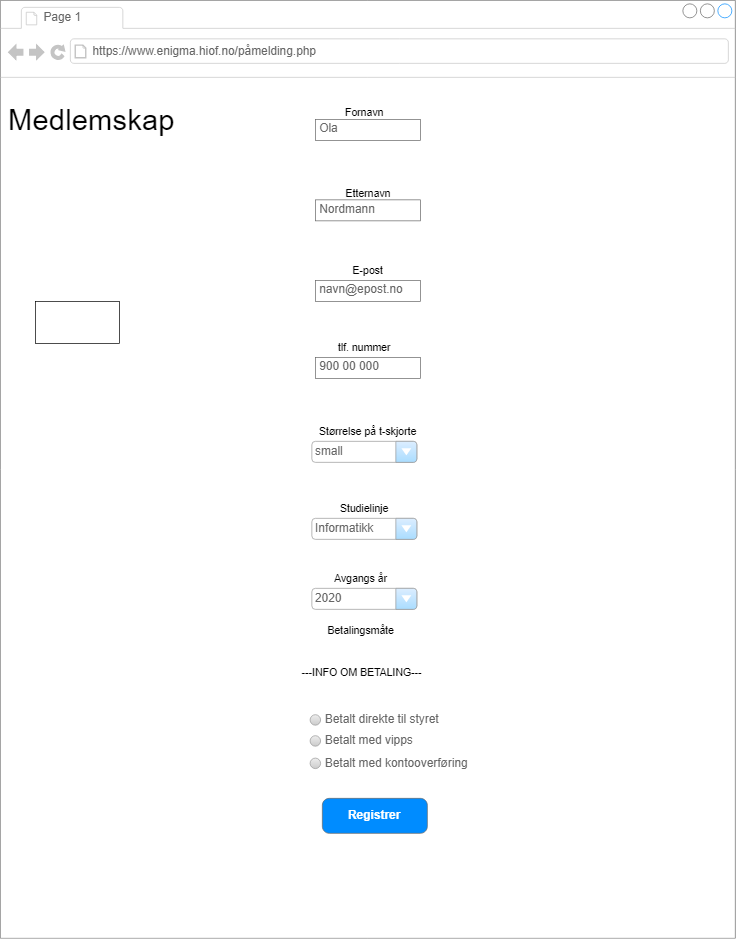 Page 1
https://www.enigma.hiof.no/påmelding.php
Medlemskap
Fornavn
Ola
Etternavn
Nordmann
E-post
navn@epost.no
tlf. nummer
900 00 000
Størrelse på t-skjorte
small
Studielinje
Informatikk
Avgangs år
2020
Betalingsmåte
---INFO OM BETALING---
Betalt direkte til styret
Betalt med vipps
Betalt med kontooverføring
Registrer